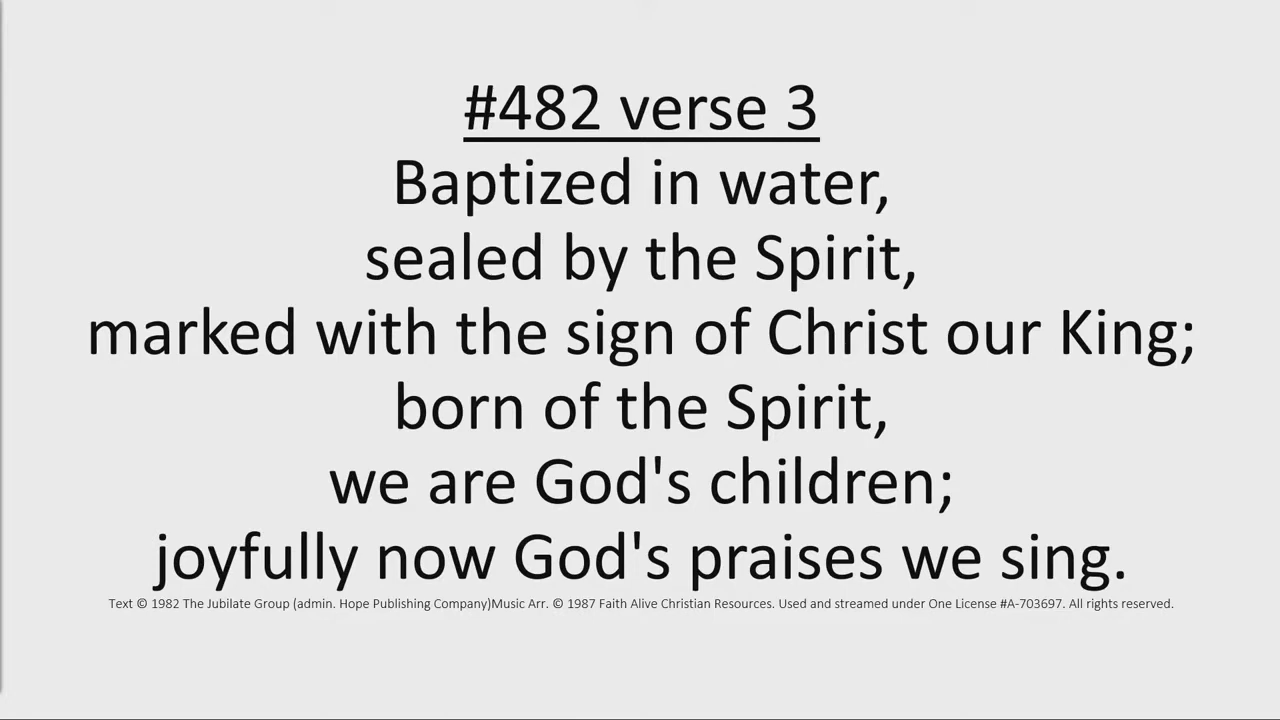 #482 verse 3
Baptized in water,
sealed by the Spirit,
marked with the sign of Christ our King;
born of the Spirit,
we are God's children;
joyfully now God's praises we sing.
Text © 1982 The Jubilate Group (admin. Hope Publishing Company)Music Arr. © 1987 Faith Alive Christian Resources. Used and streamed under One License #A-703697. All rights reserved.